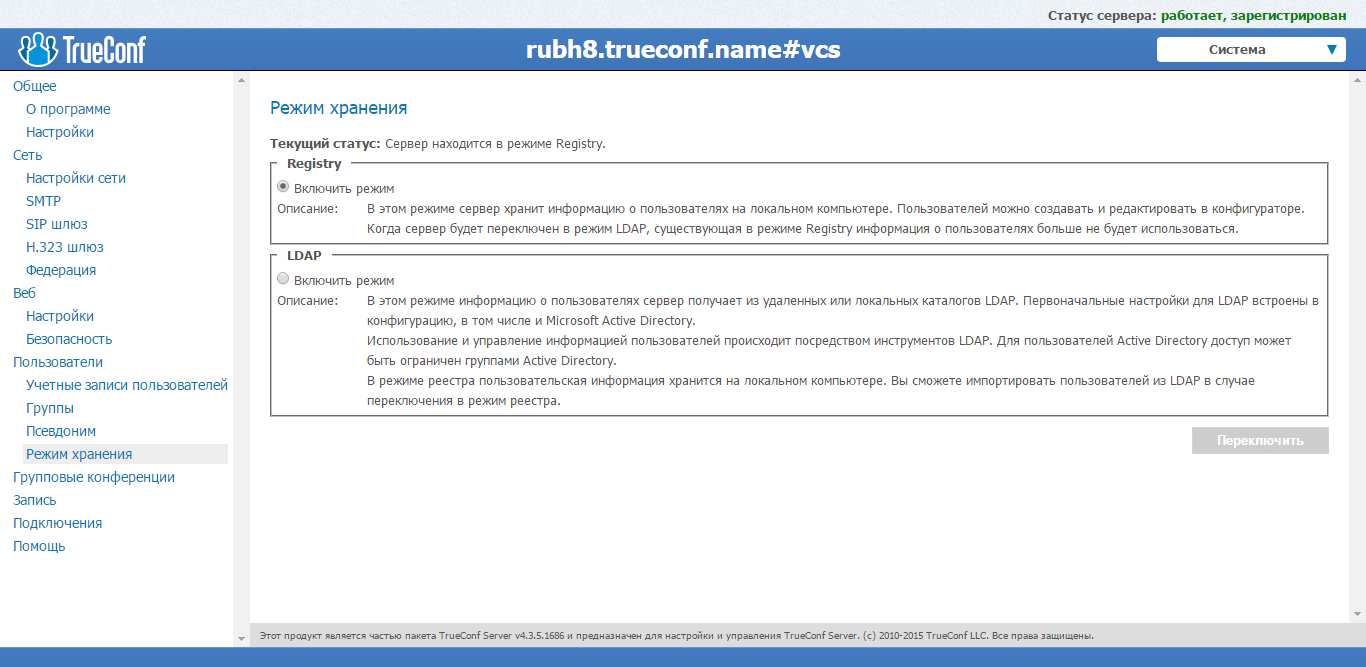 Статус сервера: работает, зарегистрирован
TrueConf
rubh8.trueconf.name#vcs
Система
Общее
О программе
Настройки
Сеть
Настройки сети
SMTP
SIP шлюз
H.323 шлюз
Федерация
Веб
Настройки
Безопасность
Пользователи
Учетные записи пользователей
Группы
Псевдоним
Режим хранения
Групповые конференции
Запись
Подключения
Помощь
Режим хранения
Текущий статус: Сервер находится в режиме Registry.
Registry
Включить режим
Описание: В этом режиме сервер хранит информацию о пользователях на локальном компьютере. Пользователей можно создавать и редактировать в конфигураторе.
Когда сервер будет переключен в режим LDAP, существующая в режиме Registry информация о пользователях больше не будет использоваться.
LDAP
Включить режим
Описание: В этом режиме информацию о пользователях сервер получает из удаленных или локальных каталогов LDAP. Первоначальные настройки для LDAP встроены в
конфигурацию, в том числе и Microsoft Active Directory.
Использование и управление информацией пользователей происходит посредством инструментов LDAP. Для пользователей Active Directory доступ может
быть ограничен группами Active Directory.
В режиме реестра пользовательская информация хранится на локальном компьютере. Вы сможете импортировать пользователей из LDAP в случае
переключения в режим реестра.
Переключить
Этот продукт является частью пакета TrueConf Server v4.3.5.1686 и предназначен для настройки и управления TrueConf Server. (c) 2010-2015 TrueConf LLC. Все права защищены.